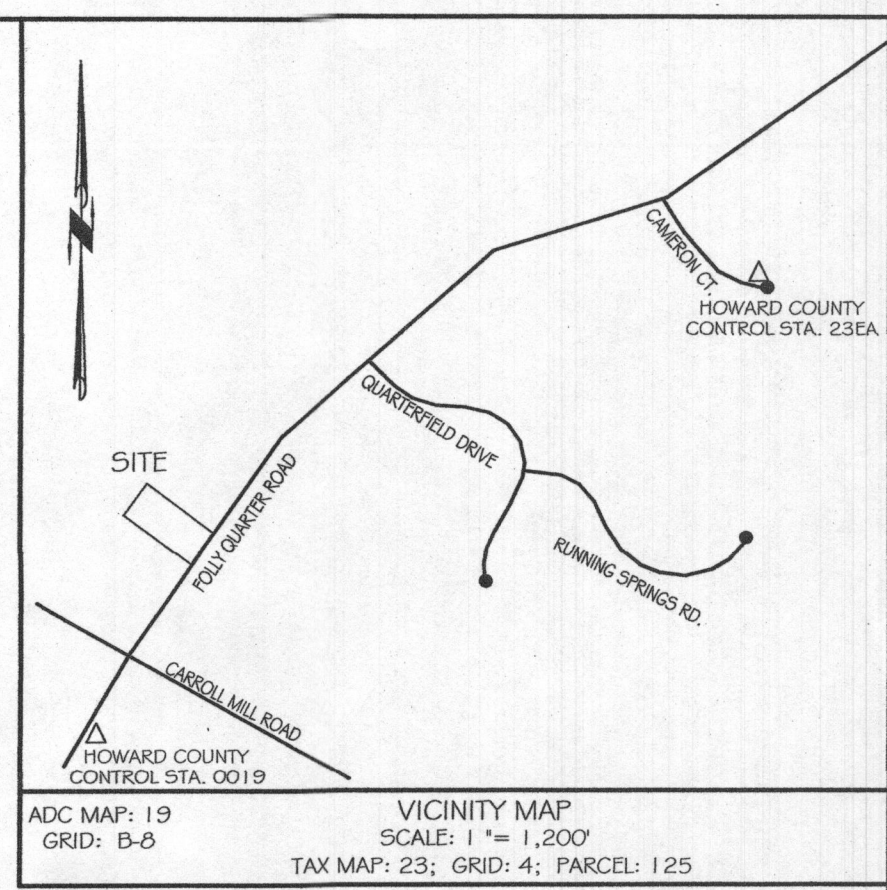 CAMERON CT.
HOWARD COUNTY
CONTROL STA. 23EA
QUARTERFIELD DRIVE
SITE
FOLLY QUARTER ROAD
RUNNING SPRINGS RD.
CARROLL MILL ROAD
HOWARD COUNTY
CONTROL STA. 0019
ADC MAP: 19
GRID: B-8
VICINITY MAP
SCALE: 1 "= 1,200'
TAX MAP: 23; GRID: 4; PARCEL: 125